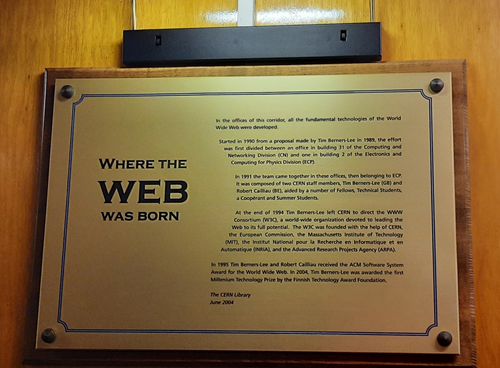 WHERE THE
WEB
WAS BORN
In the offices of this corridor, all the fundamental technologies of the World
Wide Web were developed.
Started in 1990 from a proposal made by Tim Berners-Lee in 1989, the effort
was first divided between an office in building 31 of the Computing and
Networking Division (CN) and one in building 2 of the Electronics and
Computing for Physics Division (ECP).
In 1991 the team came together in these offices, then belonging to ECP.
It was composed of two CERN staff members, Tim Berners-Lee (GB) and
Robert Cailliau (BE), aided by a number of Fellows, Technical Students,
a Coopérant and Summer Students.
At the end of 1994 Tim Berners-Lee left CERN to direct the WWW
Consortium (W3C), a world-wide organization devoted to leading the
Web to its full potential. The W3C was founded with the help of CERN,
the European Commission, the Massachusetts Institute of Technology
(MIT), the Institut National pour la Recherche en Informatique et en
Automatique (INRIA), and the Advanced Research Projects Agency (ARPA).
In 1995 Tim Berners-Lee and Robert Cailliau received the ACM Software System
Award for the World Wide Web. In 2004, Tim Berners-Lee was awarded the first
Millenium Technology Prize by the Finnish Technology Award Foundation.
The CERN Library
June 2004